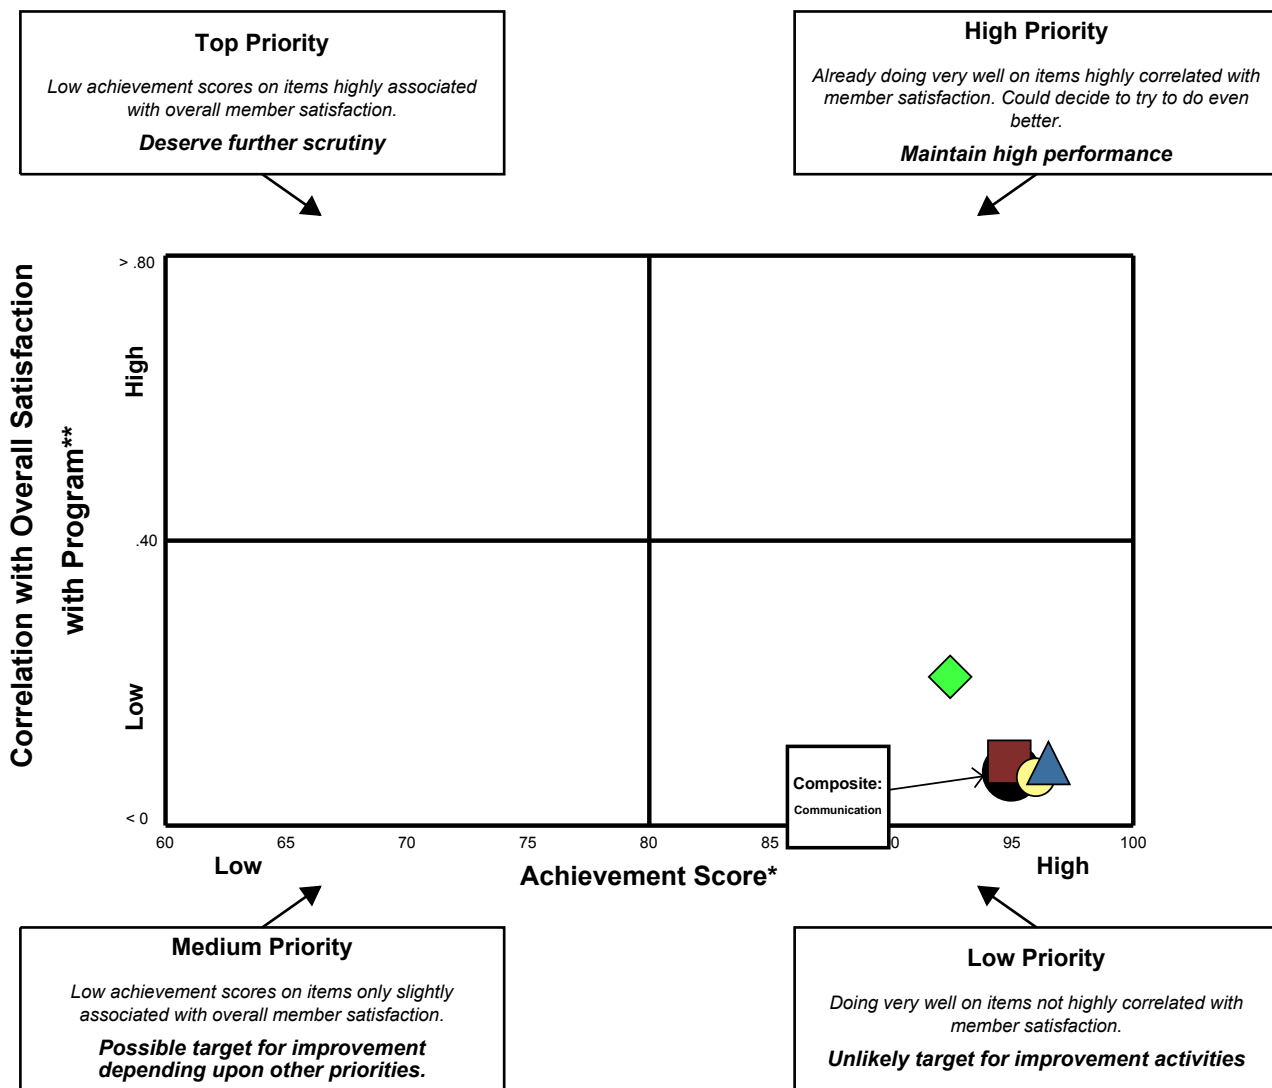 Top Priority
Low achievement scores on items highly associated
with overall member satisfaction.
Deserve further scrutiny
High Priority
Already doing very well on items highly correlated with
member satisfaction. Could decide to try to do even
better.
Maintain high performance
Correlation with Overall Satisfaction
with Program**
> .80
High
.40
Low
< 0
Composite:
Communication
60
65
70
75
80
85
0
95
100
Low
Achievement Score*
High
Medium Priority
Low achievement scores on items only slightly
associated with overall member satisfaction.
Possible target for improvement
depending upon other priorities.
Low Priority
Doing very well on items not highly correlated with
member satisfaction.
Unlikely target for improvement activities